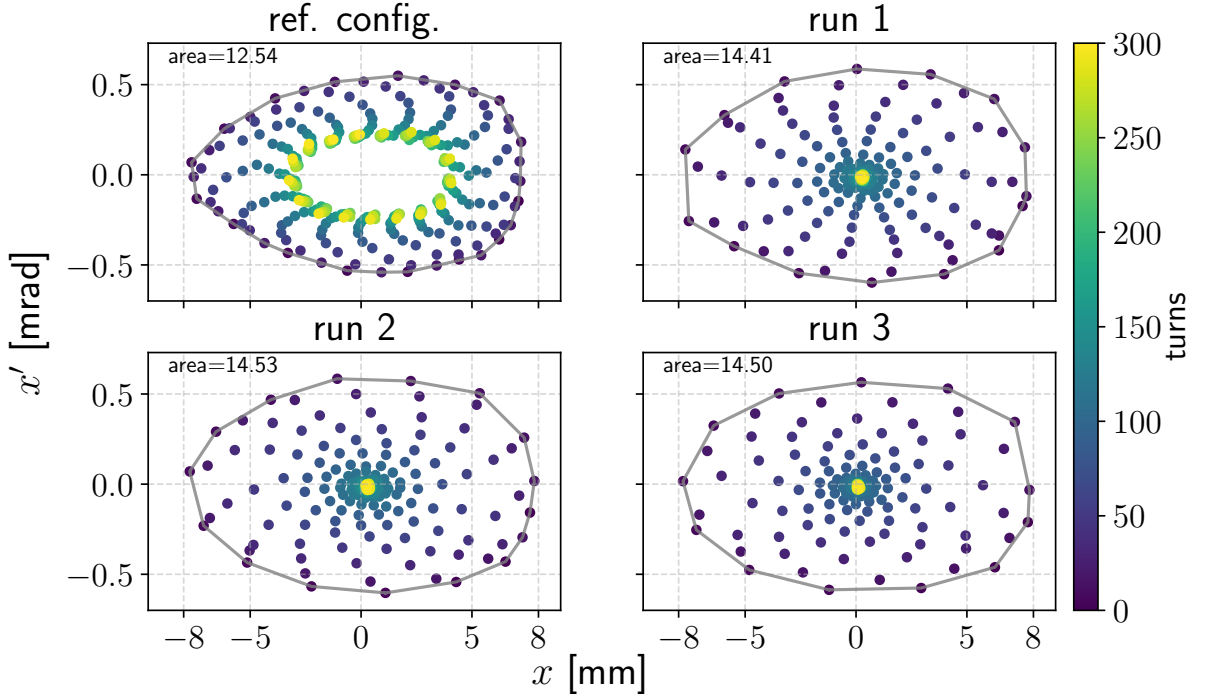 ref. config.
run 1
area=12.54
area=14.41
0.5
0.0
−0.5
run 2
run 3
area=14.53
area=14.50
0.5
0.0
−0.5
−8 −5 0 5 8
−8 −5 0 5 8
x [mm]
x′ [mrad]
300
250
200
150
100
50
0
turns